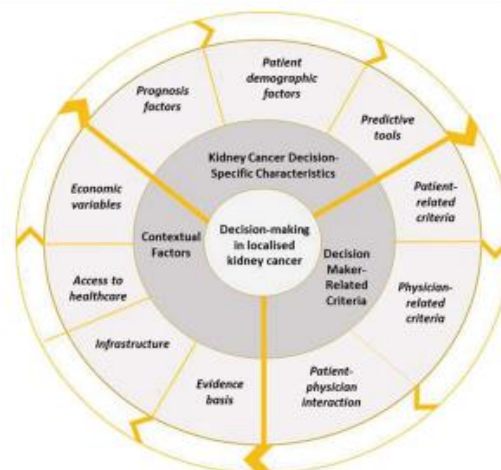 Patient
demographic
factors
Prognosis
factors
Predictive
tools
Kidney Cancer Decision-
Specific Characteristics
Economic
variables
Patient-
related
criteria
Contextual
Factors
Decision-making
in localised
kidney cancer
Decision
Maker-
Related
Criteria
Access to
healthcare
Physician-
related
criteria
Infrastructure
Evidence
basis
Patient-
physician
interaction